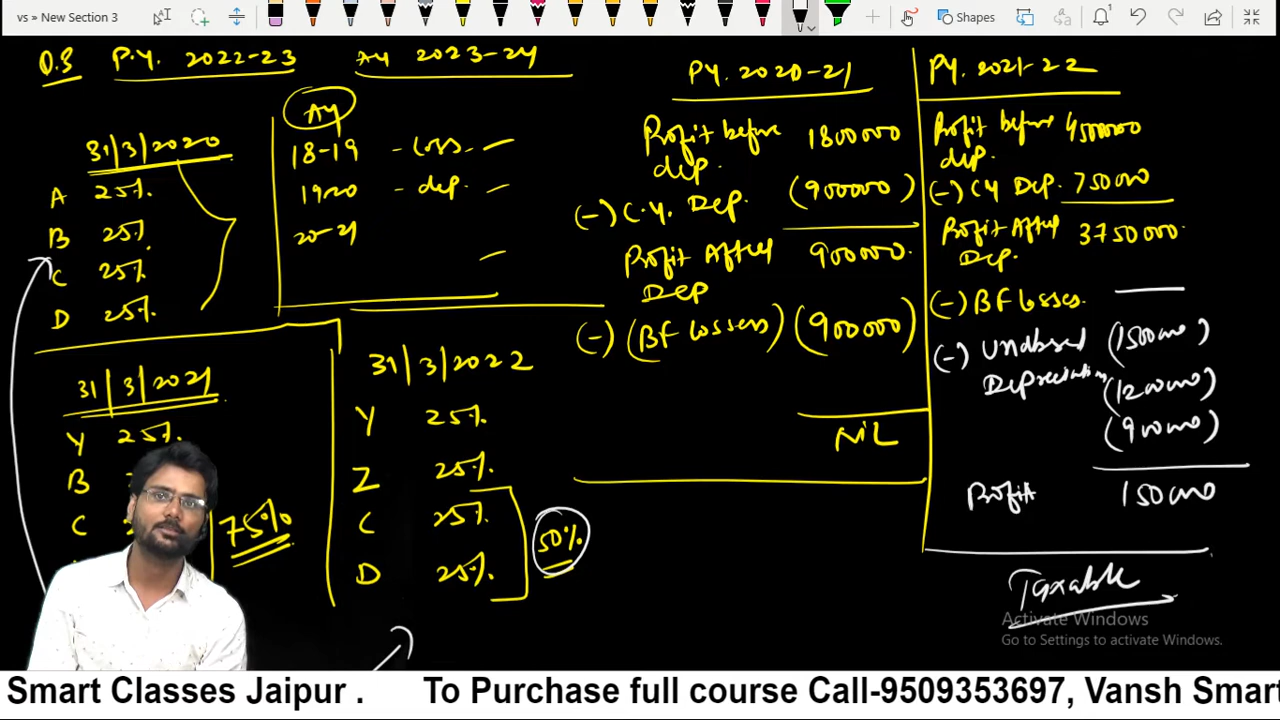 vs » New Section 3
Shapes
Q.8 P.Y. 2022-23 AY 2023-24
31/3/2020
A 25%
B 25%
C 25%
D 25%
AY
18-19 - Loss -
19-20 - dep. -
20-21 -
31/3/2021
Y 25%
B
C
75%
31/3/2022
Y 25%
Z 25%
C 25%
D 25%
50%
PY. 2020-21
Profit before 1800000
dep.
(-) C.Y. Dep. (900000)
Profit After 900000
Dep
(-) (BF losses) (900000)
NIL
PY. 2021-22
Profit before 4500000
dep.
(-) CY Dep. 750000
Profit After 3750000
Dep.
(-) BF losses.
(-) Unabsord (1500000)
Depreciation (1200000)
(900000)
Profit 150000
Taxable
Activate Windows
Go to Settings to activate Windows.
Smart Classes Jaipur . To Purchase full course Call-9509353697, Vansh Smart